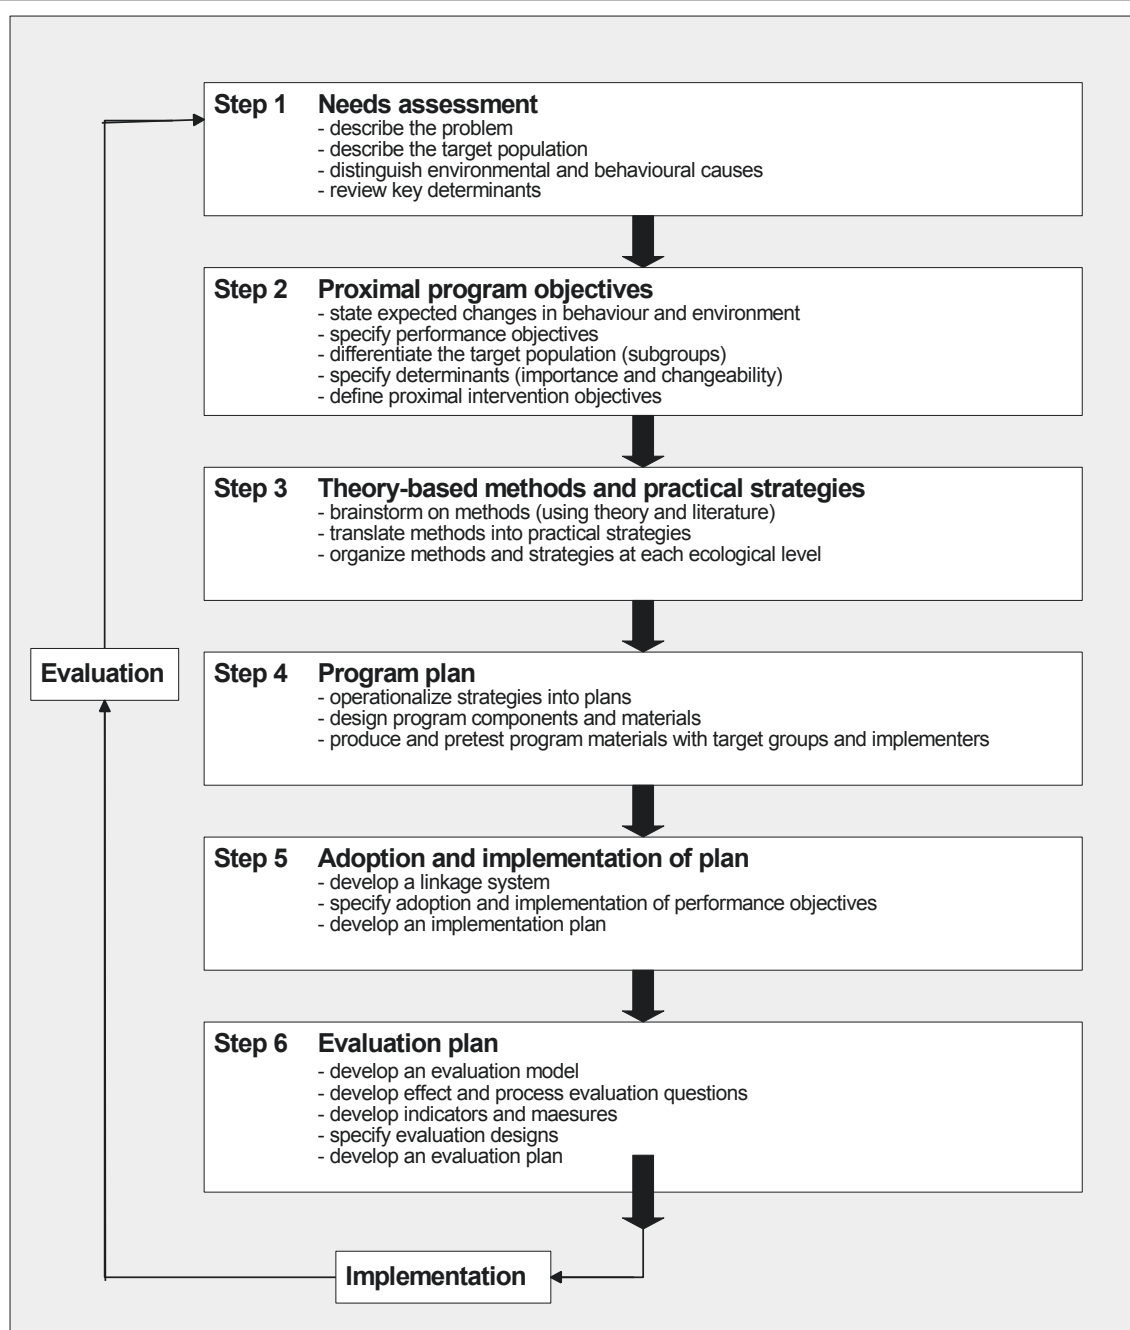 Step 1 Needs assessment
- describe the problem
- describe the target population
- distinguish environmental and behavioural causes
- review key determinants
Step 2 Proximal program objectives
- state expected changes in behaviour and environment
- specify performance objectives
- differentiate the target population (subgroups)
- specify determinants (importance and changeability)
- define proximal intervention objectives
Step 3 Theory-based methods and practical strategies
- brainstorm on methods (using theory and literature)
- translate methods into practical strategies
- organize methods and strategies at each ecological level
Evaluation
Step 4 Program plan
- operationalize strategies into plans
- design program components and materials
- produce and pretest program materials with target groups and implementers
Step 5 Adoption and implementation of plan
- develop a linkage system
- specify adoption and implementation of performance objectives
- develop an implementation plan
Step 6 Evaluation plan
- develop an evaluation model
- develop effect and process evaluation questions
- develop indicators and maesures
- specify evaluation designs
- develop an evaluation plan
Implementation